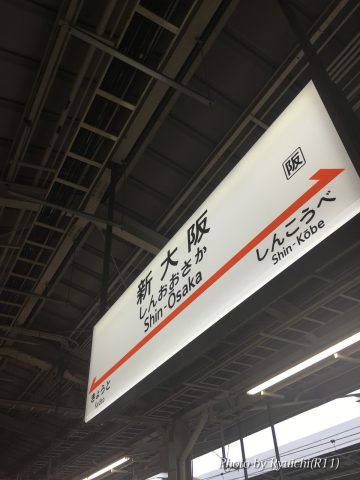 阪
新大阪
しんおおさか
Shin-Ōsaka
しんこうべ
Shin-Kōbe
きょうと
Kyōto
Photo by Ryuichi(R11)